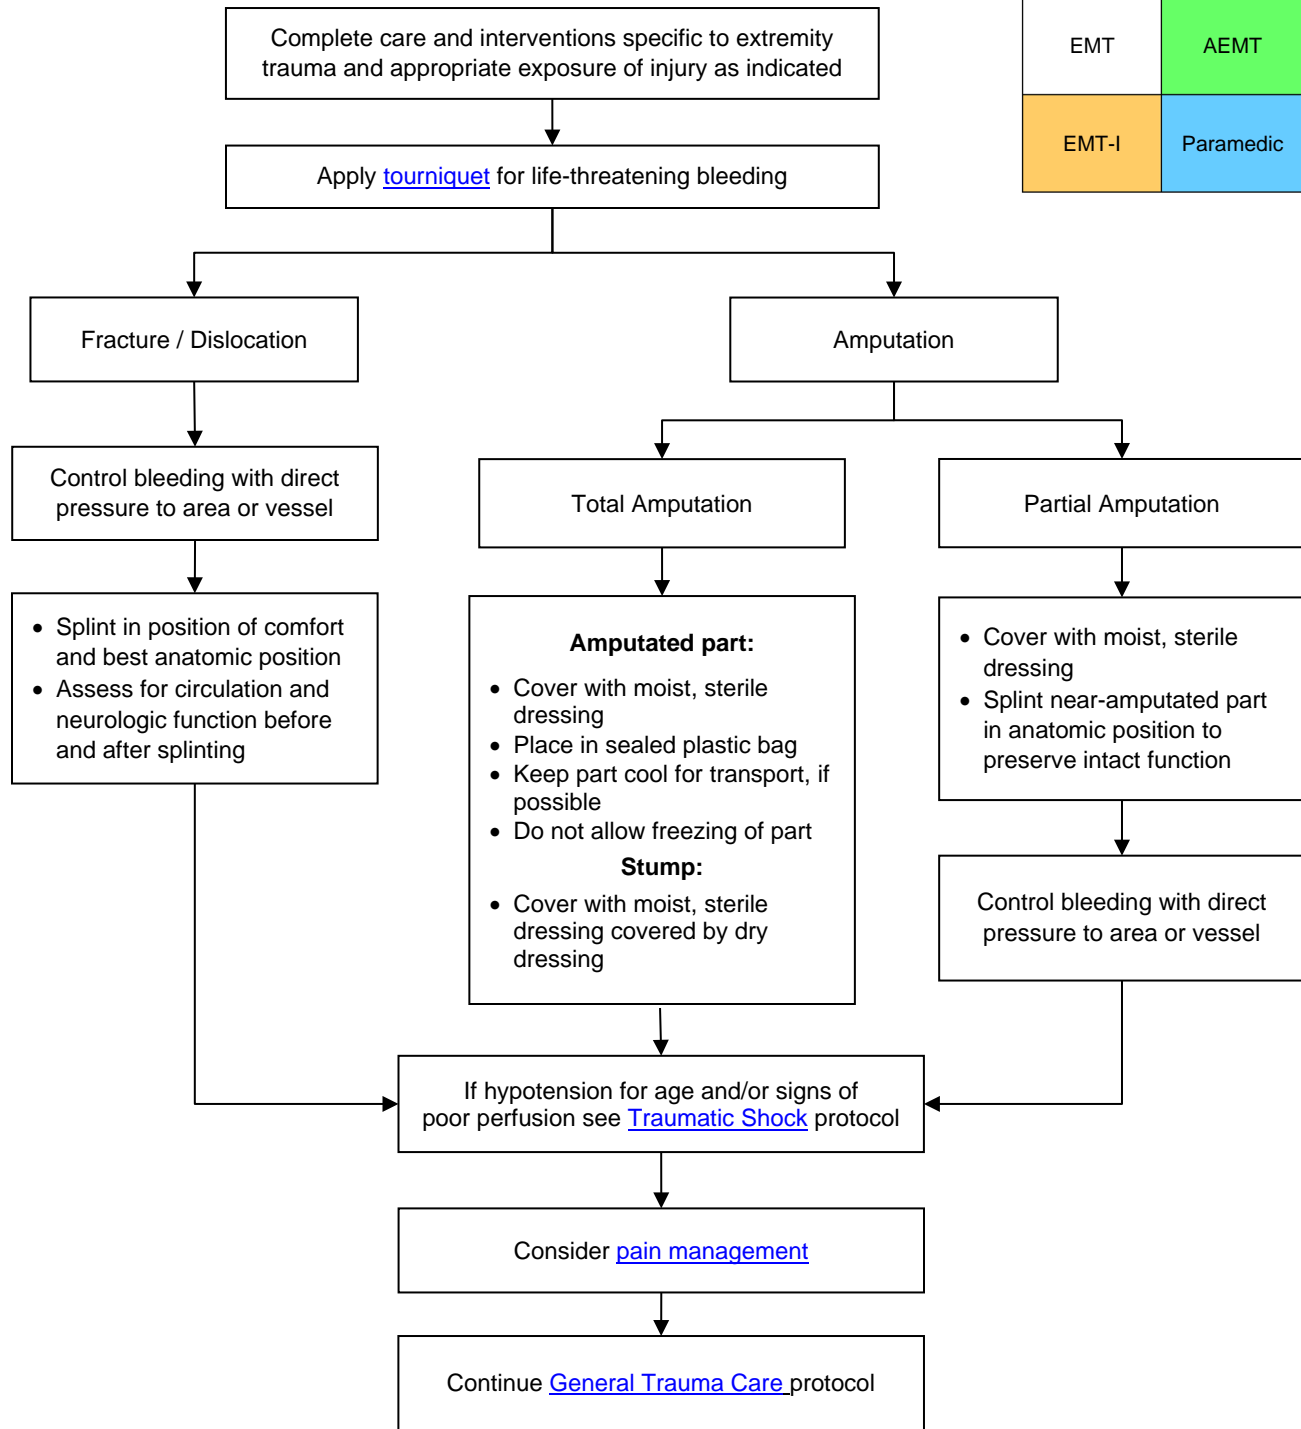 Complete care and interventions specific to extremity
trauma and appropriate exposure of injury as indicated
EMT
AEMT
EMT-I
Paramedic
Apply tourniquet for life-threatening bleeding
Fracture / Dislocation
Amputation
Control bleeding with direct
pressure to area or vessel
Total Amputation
Partial Amputation
• Splint in position of comfort
and best anatomic position
• Assess for circulation and
neurologic function before
and after splinting
Amputated part:
• Cover with moist, sterile
dressing
• Place in sealed plastic bag
• Keep part cool for transport, if
possible
• Do not allow freezing of part
Stump:
• Cover with moist, sterile
dressing covered by dry
dressing
• Cover with moist, sterile
dressing
• Splint near-amputated part
in anatomic position to
preserve intact function
Control bleeding with direct
pressure to area or vessel
If hypotension for age and/or signs of
poor perfusion see Traumatic Shock protocol
Consider pain management
Continue General Trauma Care protocol